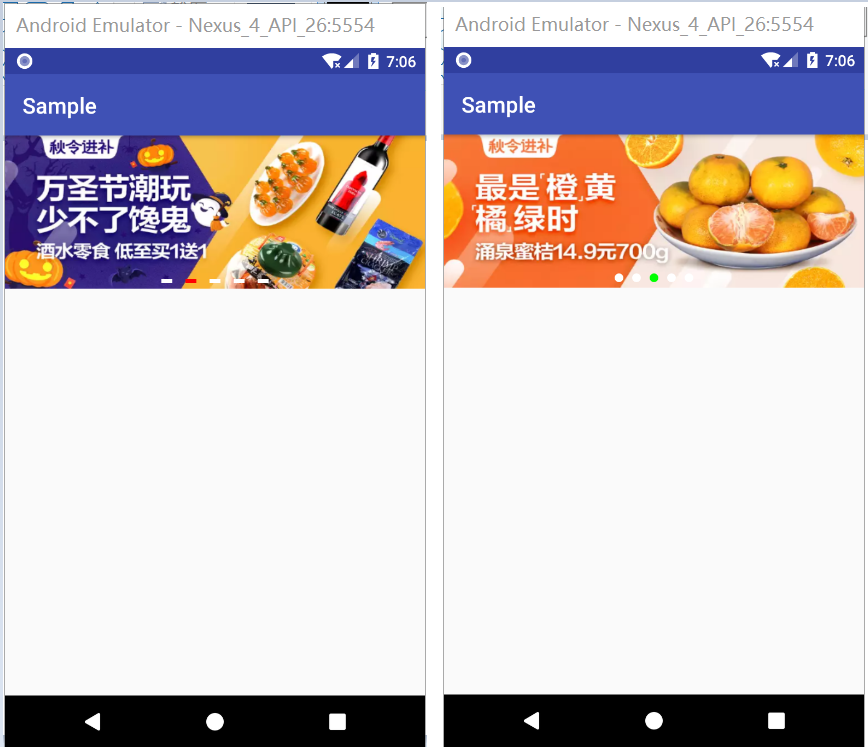 Android Emulator - Nexus_4_API_26:5554
7:06
Sample
秋令进补
万圣节潮玩
少不了馋鬼
酒水零食 低至买1送1
Android Emulator - Nexus_4_API_26:5554
7:06
Sample
秋令进补
最是「橙」黄
「橘」绿时
涌泉蜜桔14.9元700g